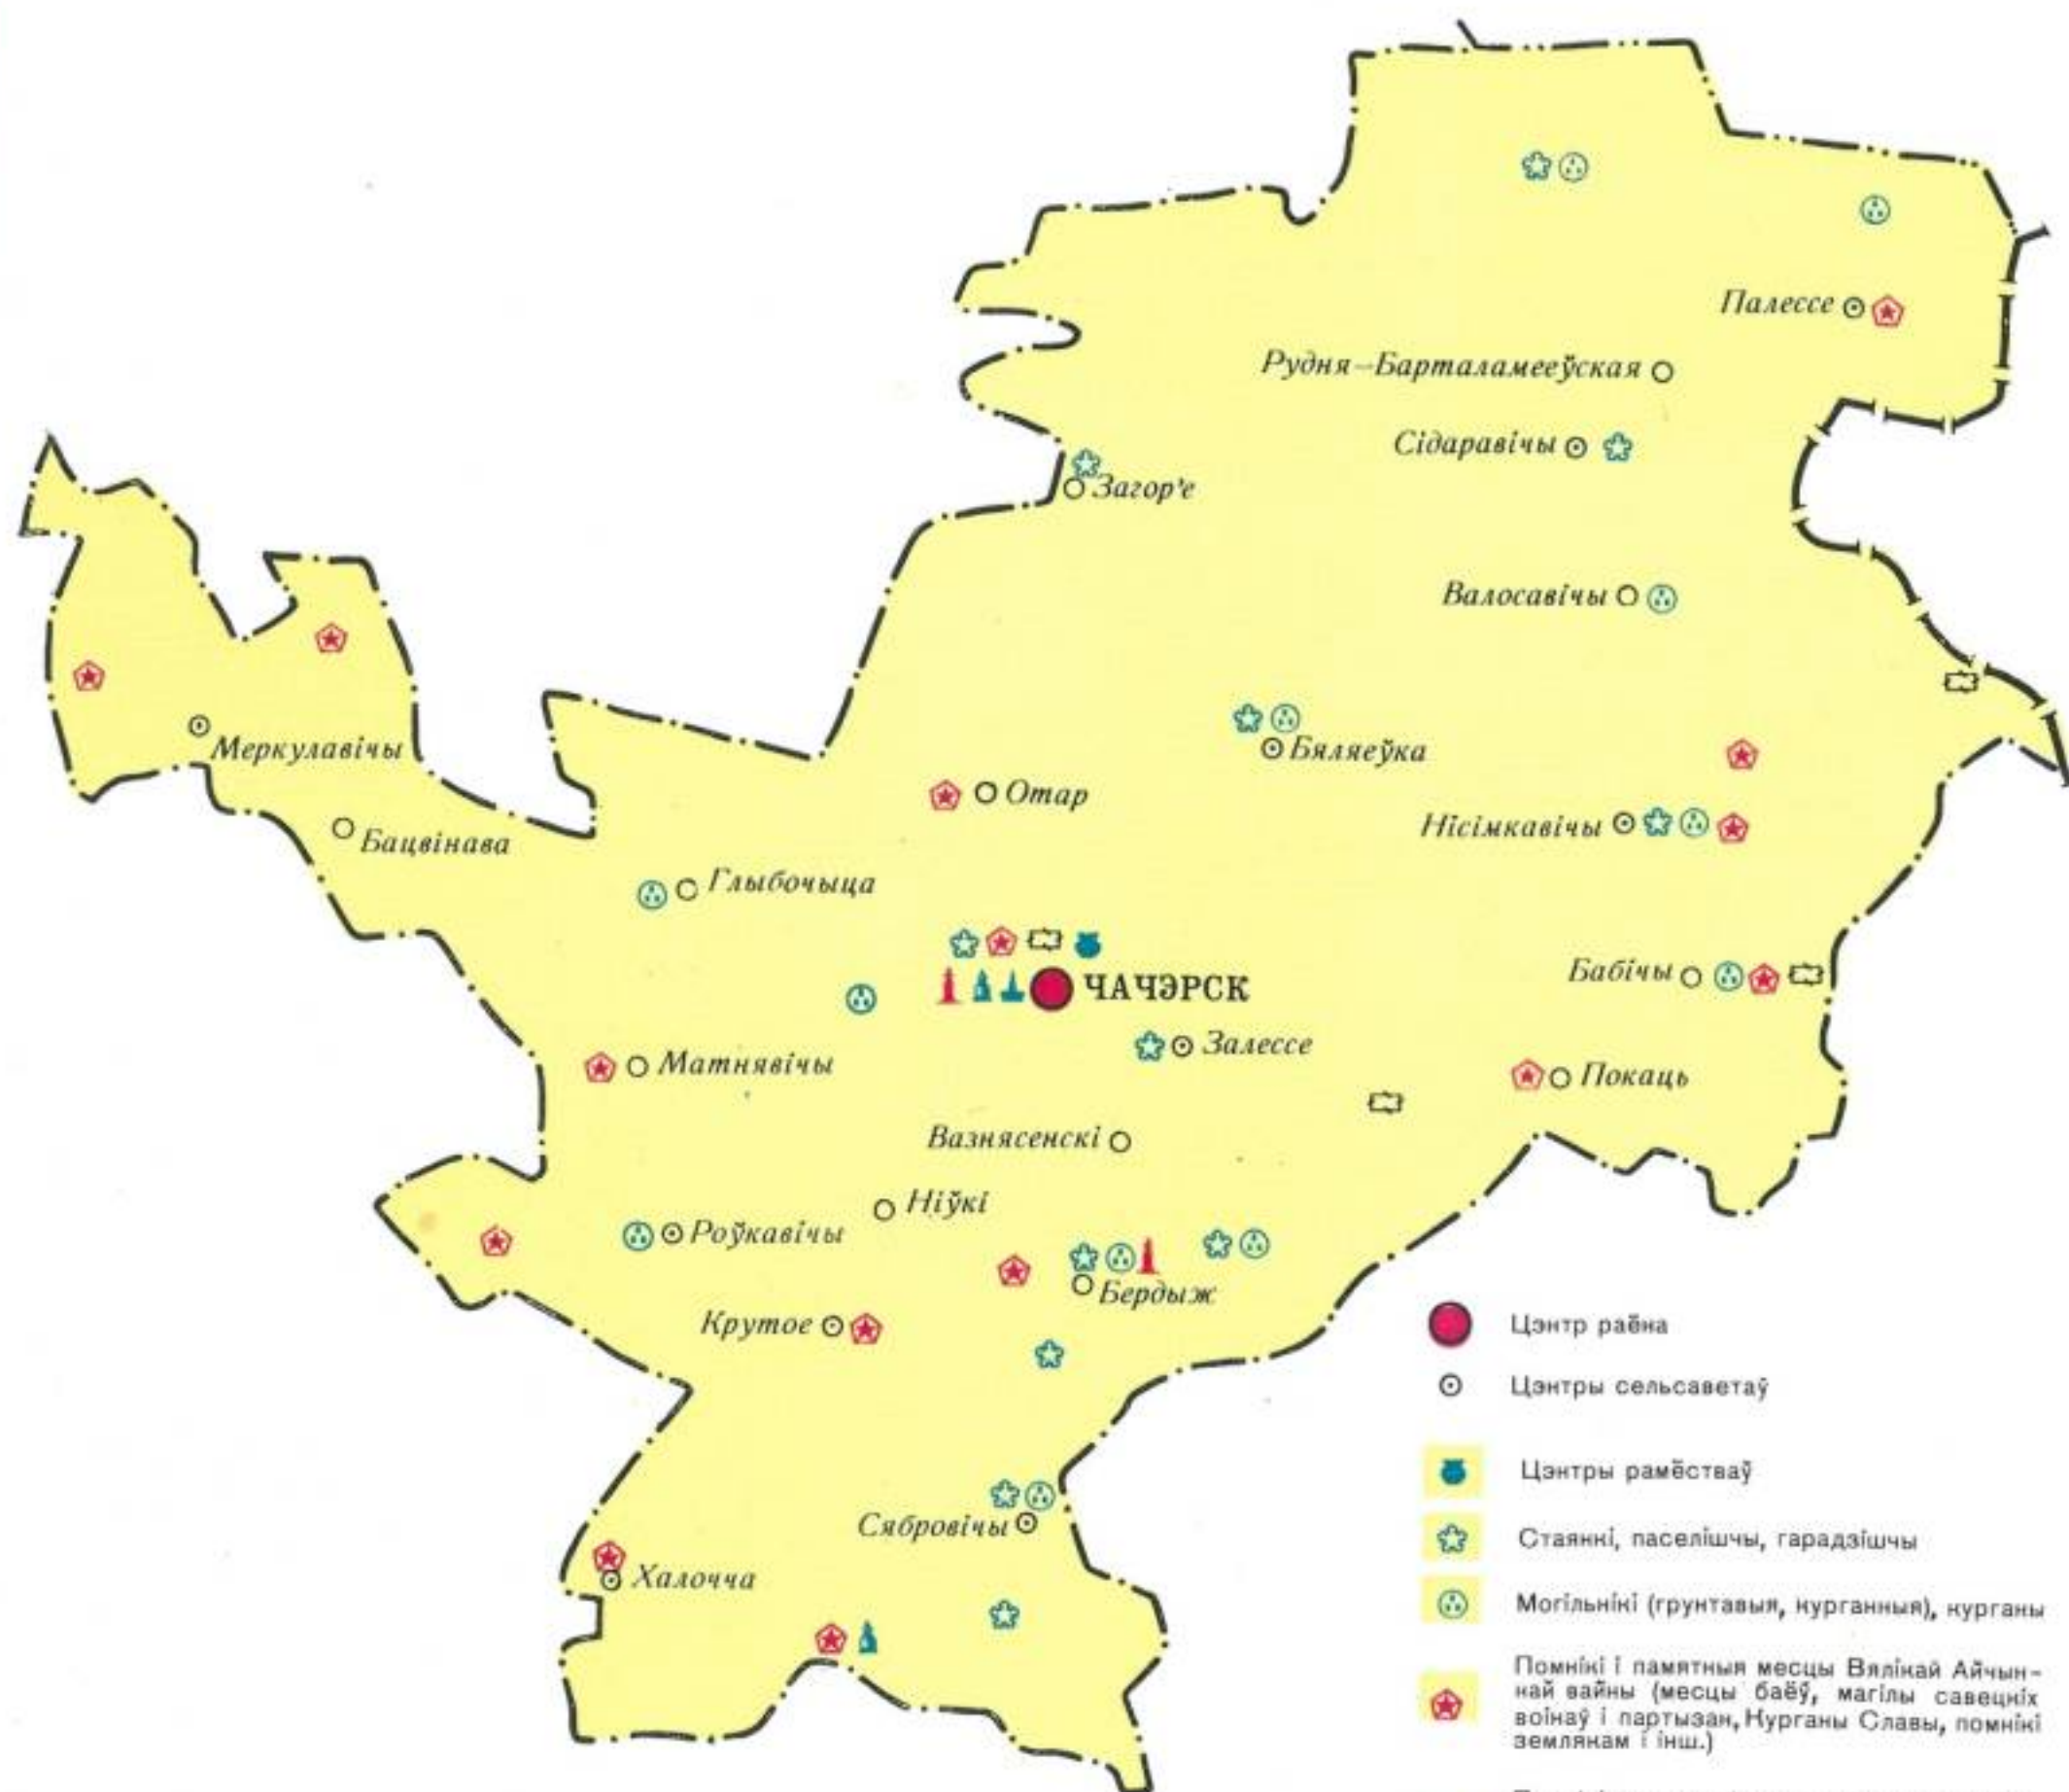 Палессе
Рудня-Барталамееўская
Сідаравічы
Загор'е
Валосавічы
Меркулавічы
Бяляеўка
Отар
Нісімкавічы
Бацвінава
Глыбочыца
Бабічы
ЧАЧЭРСК
Залессе
Матнявічы
Покаць
Вазнясенскі
Ніўкі
Роўкавічы
Бердыж
Крутое
Сябровічы
Халочча
Цэнтр раёна
Цэнтры сельсаветаў
Цэнтры рамёстваў
Стаянкі, паселішчы, гарадзішчы
Могільнікі (грунтавыя, курганныя), курганы
Помнікі і памятныя месцы Вялікай Айчын-
най вайны (месцы баёў, магілы савецкіх
воінаў і партызан, Курганы Славы, помнікі
землякам і інш.)